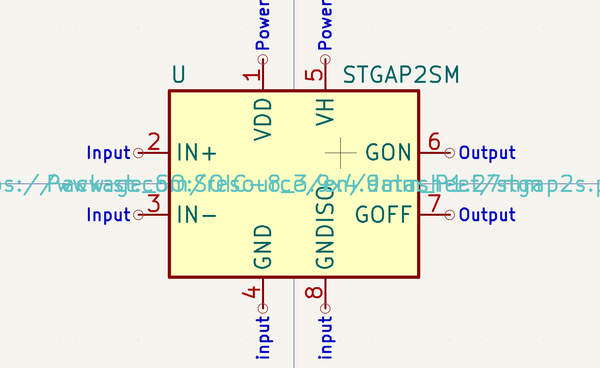 Power
Power
U
1
5
STGAP2SM
VDD
VH
Input
2
IN+
GON
6
Output
Input
3
IN-
GOFF
7
Output
GND
GNDISO
4
8
input
input